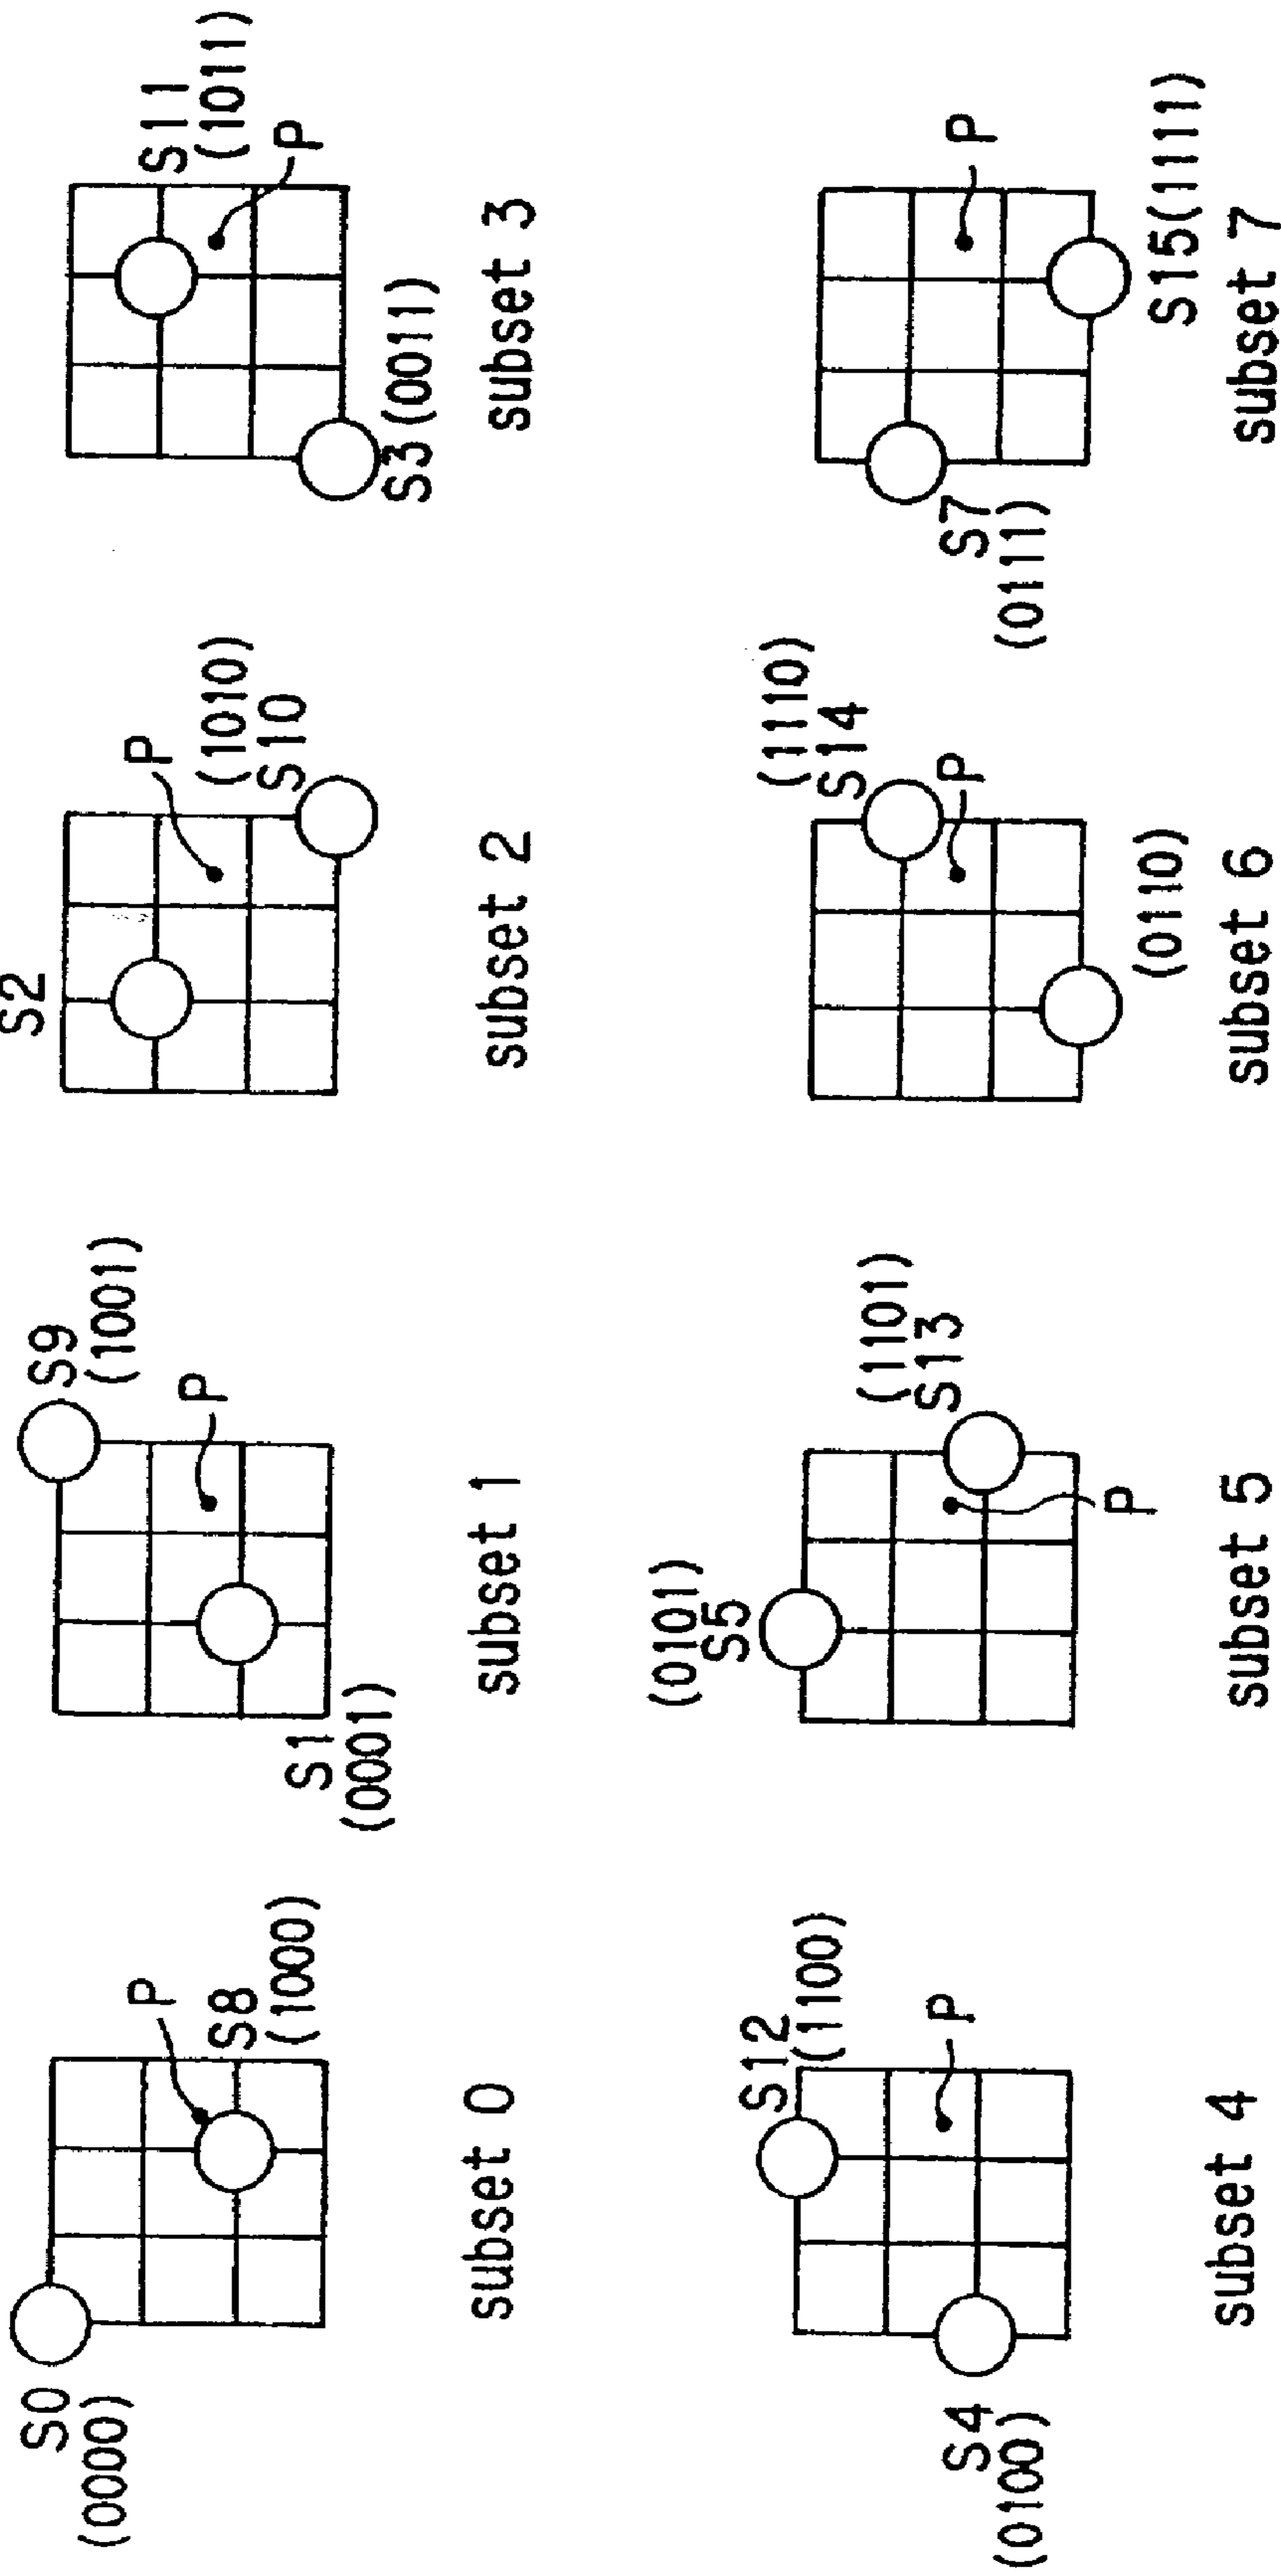 S0
(0000)
P
S8
(1000)
subset 0
S9
(1001)
P
S1
(0001)
subset 1
S2
P
(1010)
S10
subset 2
S11
(1011)
P
S3(0011)
subset 3
S12
(1100)
P
S4
(0100)
subset 4
(0101)
S5
(1101)
S13
P
subset 5
(1110)
S14
P
(0110)
subset 6
P
S7
(0111)
S15(1111)
subset 7